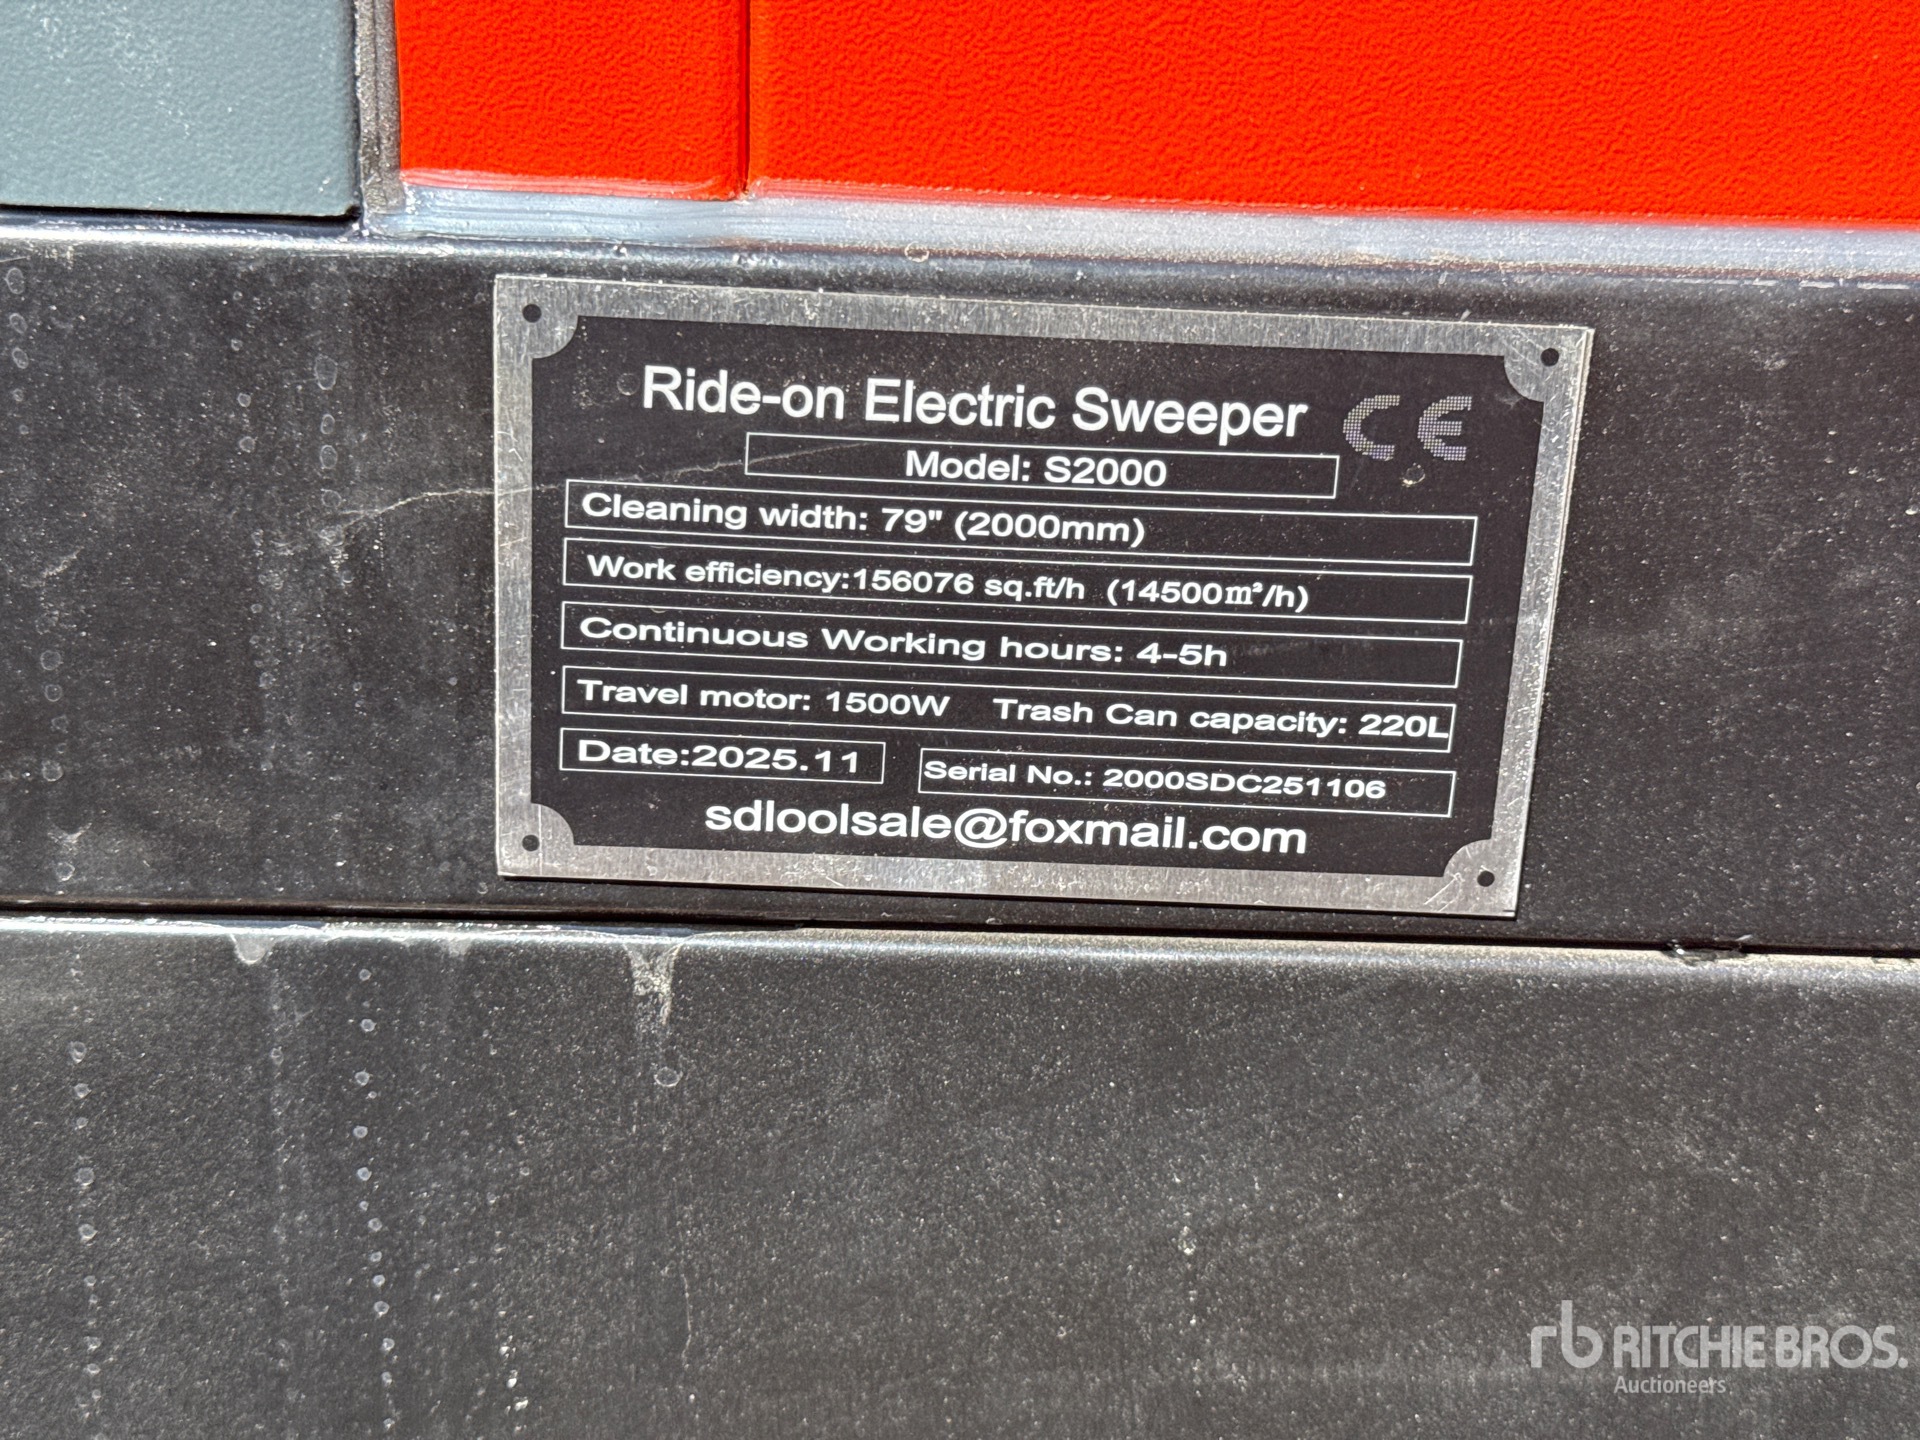 Ride-on Electric Sweeper CE
Model: S2000
Cleaning width: 79" (2000mm)
Work efficiency:156076 sq.ft/h (14500m²/h)
Continuous Working hours: 4-5h
Travel motor: 1500W Trash Can capacity: 220L
Date:2025.11 Serial No.: 2000SDC251106
sdloolsale@foxmail.com
rb RITCHIE BROS.
Auctioneers